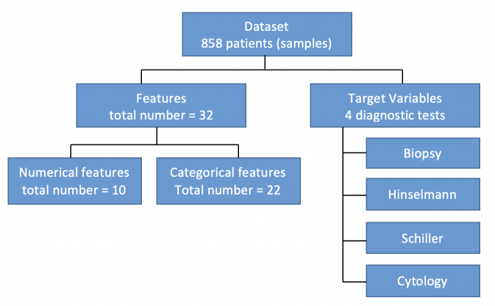 Dataset
858 patients (samples)
Features
total number = 32
Target Variables
4 diagnostic tests
Numerical features
total number = 10
Categorical features
Total number = 22
Biopsy
Hinselmann
Schiller
Cytology